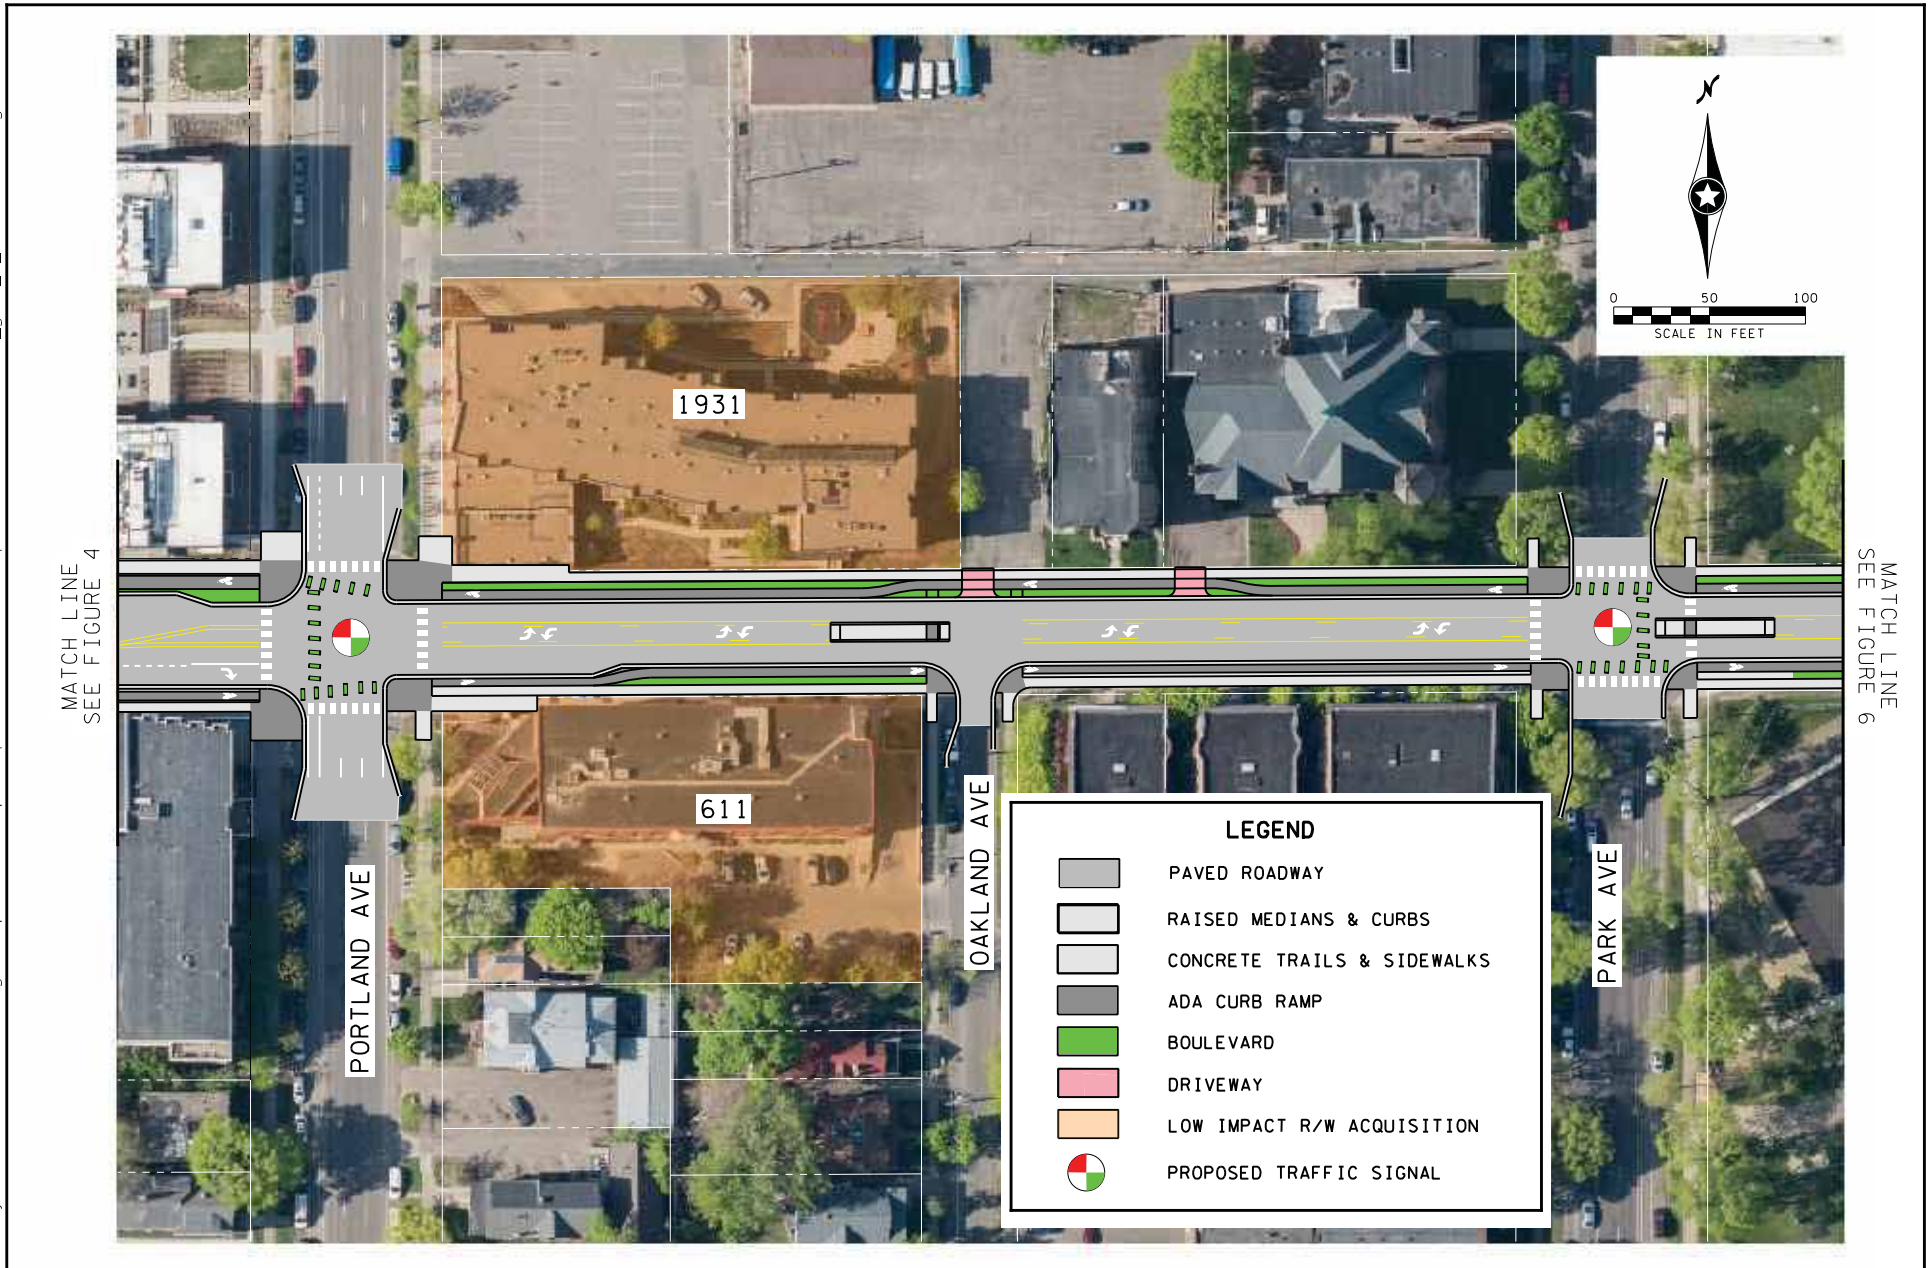 N
0 50 100
SCALE IN FEET
1931
MATCH LINE
SEE FIGURE 4
MATCH LINE
SEE FIGURE 6
611
PORTLAND AVE
OAKLAND AVE
PARK AVE
LEGEND
PAVED ROADWAY
RAISED MEDIANS & CURBS
CONCRETE TRAILS & SIDEWALKS
ADA CURB RAMP
BOULEVARD
DRIVEWAY
LOW IMPACT R/W ACQUISITION
PROPOSED TRAFFIC SIGNAL